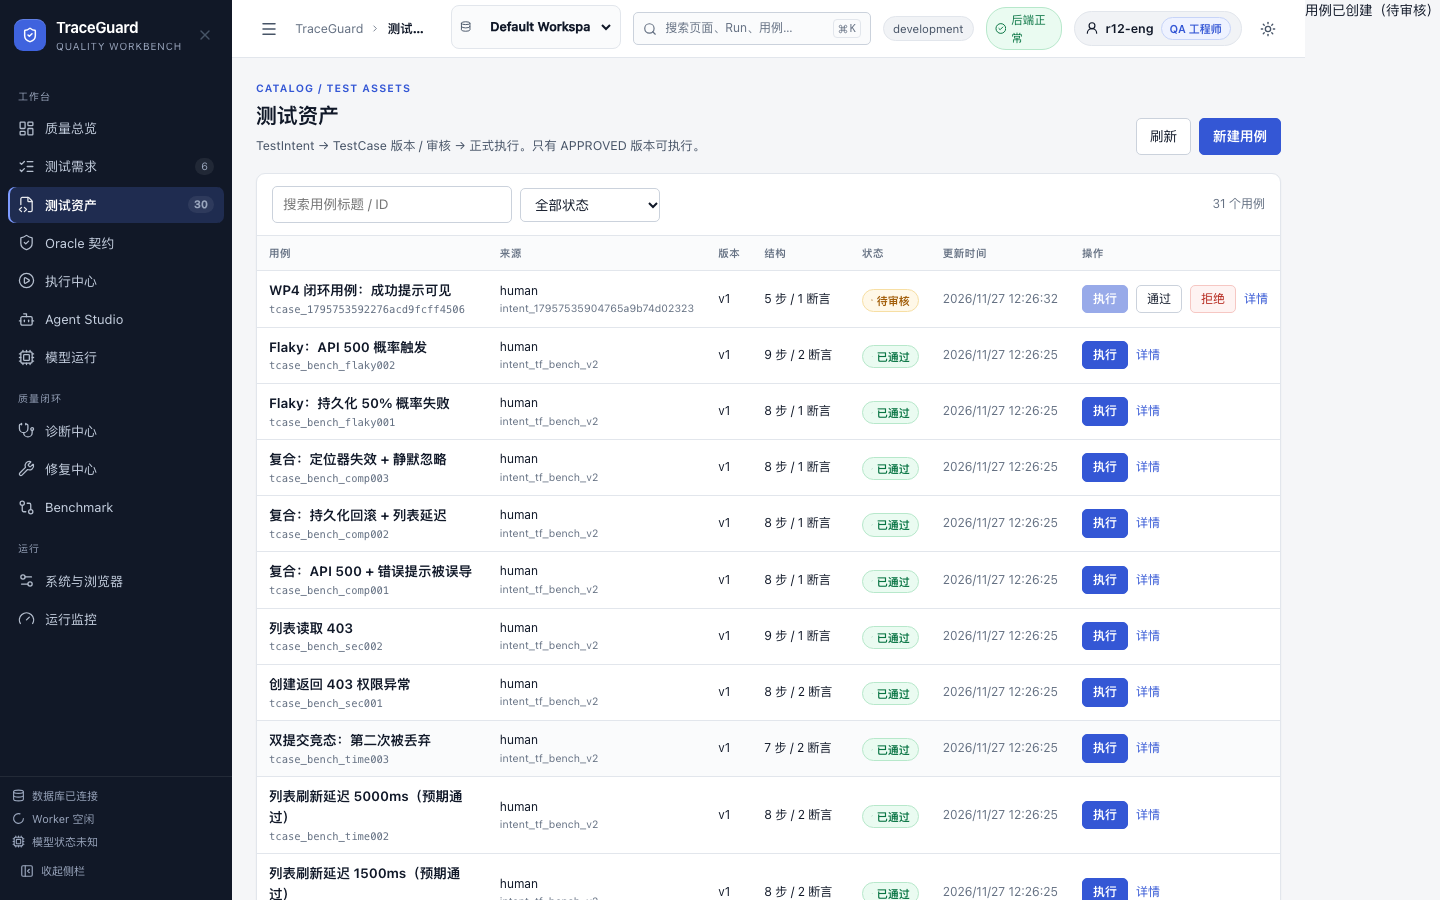 TraceGuard
QUALITY WORKBENCH
工作台
质量总览
测试需求 6
测试资产 30
Oracle 契约
执行中心
Agent Studio
模型运行
质量闭环
诊断中心
修复中心
Benchmark
运行
系统与浏览器
运行监控
数据库已连接
Worker 空闲
模型状态未知
收起侧栏
TraceGuard › 测试...
Default Workspa
搜索页面、Run、用例... ⌘K
development
后端正
常
r12-eng QA 工程师
用例已创建（待审核）
CATALOG / TEST ASSETS
测试资产
TestIntent → TestCase 版本 / 审核 → 正式执行。只有 APPROVED 版本可执行。
刷新 新建用例
搜索用例标题 / ID 全部状态 31 个用例
用例 来源 版本 结构 状态 更新时间 操作
WP4 闭环用例：成功提示可见 human v1 5 步 / 1 断言 · 待审核 2026/11/27 12:26:32 执行 通过 拒绝 详情
tcase_1795753592276acd9fcff4506 intent_17957535904765a9b74d02323
Flaky：API 500 概率触发 human v1 9 步 / 2 断言 已通过 2026/11/27 12:26:25 执行 详情
tcase_bench_flaky002 intent_tf_bench_v2
Flaky：持久化 50% 概率失败 human v1 8 步 / 1 断言 已通过 2026/11/27 12:26:25 执行 详情
tcase_bench_flaky001 intent_tf_bench_v2
复合：定位器失效 + 静默忽略 human v1 8 步 / 1 断言 已通过 2026/11/27 12:26:25 执行 详情
tcase_bench_comp003 intent_tf_bench_v2
复合：持久化回滚 + 列表延迟 human v1 8 步 / 1 断言 已通过 2026/11/27 12:26:25 执行 详情
tcase_bench_comp002 intent_tf_bench_v2
复合：API 500 + 错误提示被误导 human v1 8 步 / 1 断言 已通过 2026/11/27 12:26:25 执行 详情
tcase_bench_comp001 intent_tf_bench_v2
列表读取 403 human v1 9 步 / 1 断言 已通过 2026/11/27 12:26:25 执行 详情
tcase_bench_sec002 intent_tf_bench_v2
创建返回 403 权限异常 human v1 8 步 / 2 断言 已通过 2026/11/27 12:26:25 执行 详情
tcase_bench_sec001 intent_tf_bench_v2
双提交竞态：第二次被丢弃 human v1 7 步 / 2 断言 已通过 2026/11/27 12:26:25 执行 详情
tcase_bench_time003 intent_tf_bench_v2
列表刷新延迟 5000ms（预期通
过） human v1 8 步 / 2 断言 已通过 2026/11/27 12:26:25 执行 详情
tcase_bench_time002 intent_tf_bench_v2
列表刷新延迟 1500ms（预期通
过） human v1 8 步 / 2 断言 已通过 2026/11/27 12:26:25 执行 详情